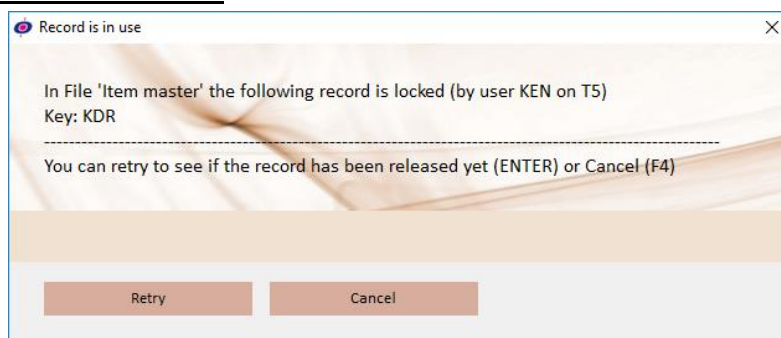 Record is in use
In File 'Item master' the following record is locked (by user KEN on T5)
Key: KDR
--------------------------------------------------------------------------------------------------------------------------------
You can retry to see if the record has been released yet (ENTER) or Cancel (F4)
Retry
Cancel